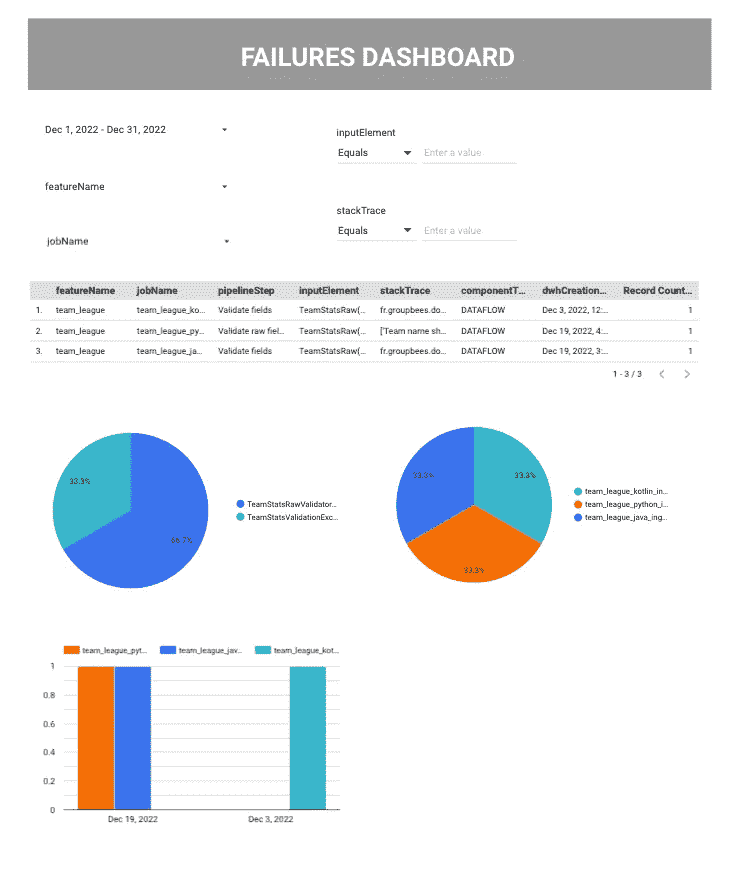 FAILURES DASHBOARD
Dec 1, 2022 - Dec 31, 2022
inputElement
Equals Enter a value
featureName
stackTrace
Equals Enter a value
jobName
featureName jobName pipelineStep inputElement stackTrace componentT... dwhCreation... Record Count...
1. team_league team_league_ko... Validate fields TeamStatsRaw(... fr.groupbees.do... DATAFLOW Dec 3, 2022, 12:... 1
2. team_league team_league_py... Validate raw fiel... TeamStatsRaw(... ['Team name sh... DATAFLOW Dec 19, 2022, 4:... 1
3. team_league team_league_ja... Validate fields TeamStatsRaw(... fr.groupbees.do... DATAFLOW Dec 19, 2022, 3:... 1
1 - 3 / 3
33.3%
66.7%
TeamStatsRawValidator...
TeamStatsValidationExc...
33.3% 33.3%
33.3%
team_league_kotlin_in...
team_league_python_i...
team_league_java_ing...
team_league_pyt... team_league_jav... team_league_kot...
1
0.8
0.6
0.4
0.2
0
Dec 19, 2022 Dec 3, 2022